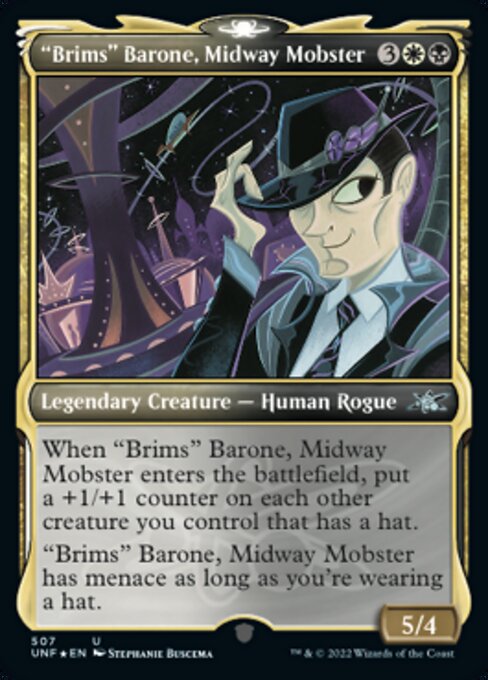 "Brims" Barone, Midway Mobster 3
Legendary Creature — Human Rogue
When "Brims" Barone, Midway
Mobster enters the battlefield, put
a +1/+1 counter on each other
creature you control that has a hat.
"Brims" Barone, Midway Mobster
has menace as long as you're wearing
a hat.
5/4
507 U
UNF★EN Stephanie Buscema
™ & © 2022 Wizards of the Coast